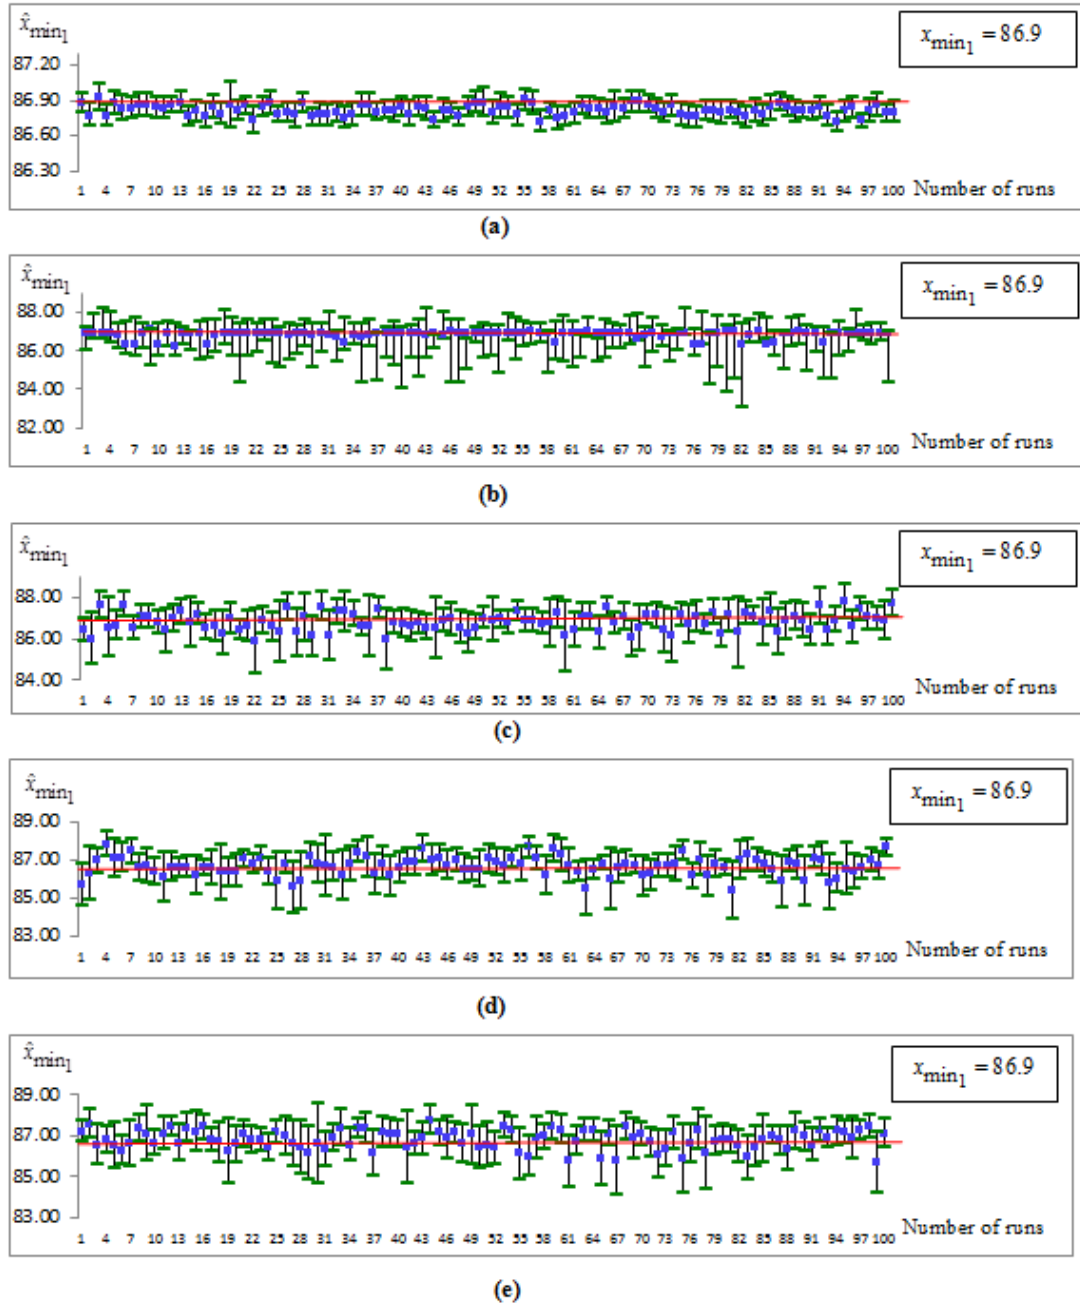 x̂min1
xmin1 = 86.9
87.20
86.90
86.60
86.30
1 4 7 10 13 16 19 22 25 28 31 34 37 40 43 46 49 52 55 58 61 64 67 70 73 76 79 82 85 88 91 94 97 100 Number of runs
(a)
x̂min1
xmin1 = 86.9
88.00
86.00
84.00
82.00
1 4 7 10 13 16 19 22 25 28 31 34 37 40 43 46 49 52 55 58 61 64 67 70 73 76 79 82 85 88 91 94 97 100 Number of runs
(b)
x̂min1
xmin1 = 86.9
88.00
86.00
84.00
1 4 7 10 13 16 19 22 25 28 31 34 37 40 43 46 49 52 55 58 61 64 67 70 73 76 79 82 85 88 91 94 97 100 Number of runs
(c)
x̂min1
xmin1 = 86.9
89.00
87.00
85.00
83.00
1 4 7 10 13 16 19 22 25 28 31 34 37 40 43 46 49 52 55 58 61 64 67 70 73 76 79 82 85 88 91 94 97 100 Number of runs
(d)
x̂min1
xmin1 = 86.9
89.00
87.00
85.00
83.00
1 4 7 10 13 16 19 22 25 28 31 34 37 40 43 46 49 52 55 58 61 64 67 70 73 76 79 82 85 88 91 94 97 100 Number of runs
(e)